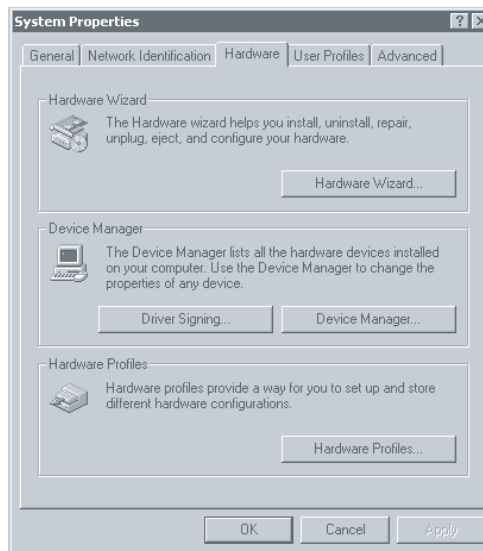 System Properties
General Network Identification Hardware User Profiles Advanced
Hardware Wizard
The Hardware wizard helps you install, uninstall, repair,
unplug, eject, and configure your hardware.
Hardware Wizard...
Device Manager
The Device Manager lists all the hardware devices installed
on your computer. Use the Device Manager to change the
properties of any device.
Driver Signing... Device Manager...
Hardware Profiles
Hardware profiles provide a way for you to set up and store
different hardware configurations.
Hardware Profiles...
OK Cancel Apply